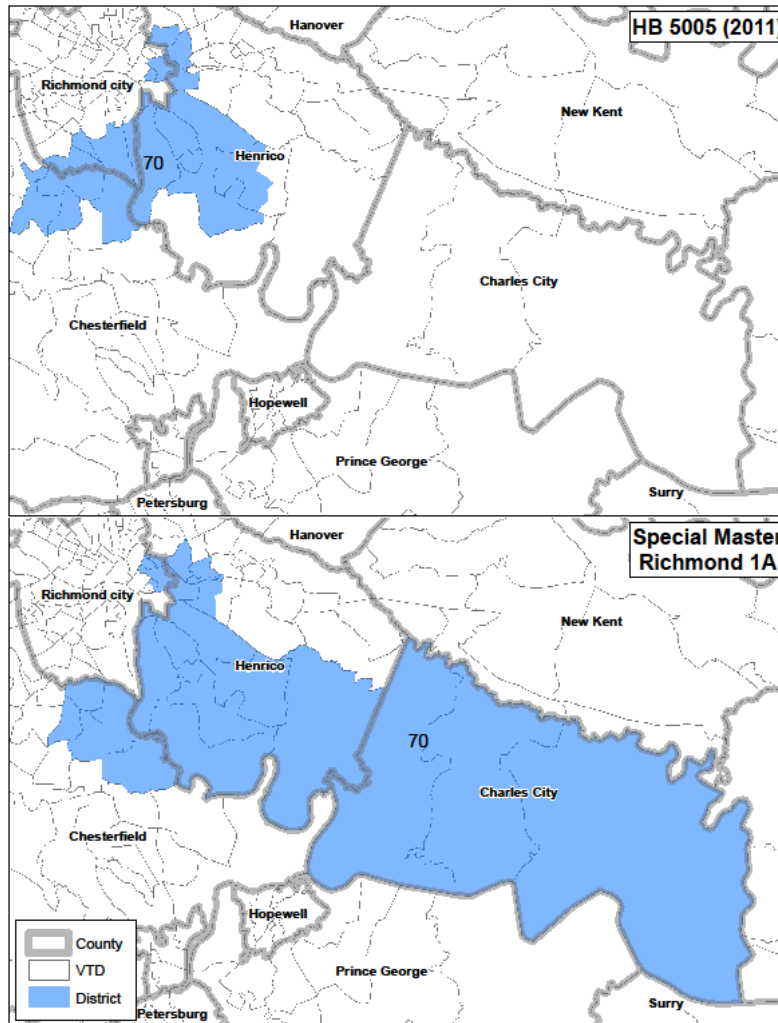 Hanover
HB 5005 (2011)
Richmond city
New Kent
Henrico
70
Charles City
Chesterfield
Hopewell
Prince George
Surry
Petersburg
Hanover
Special Master
Richmond 1A
Richmond city
New Kent
Henrico
70
Charles City
Chesterfield
Hopewell
County
VTD
District
Prince George
Surry
Petersburg